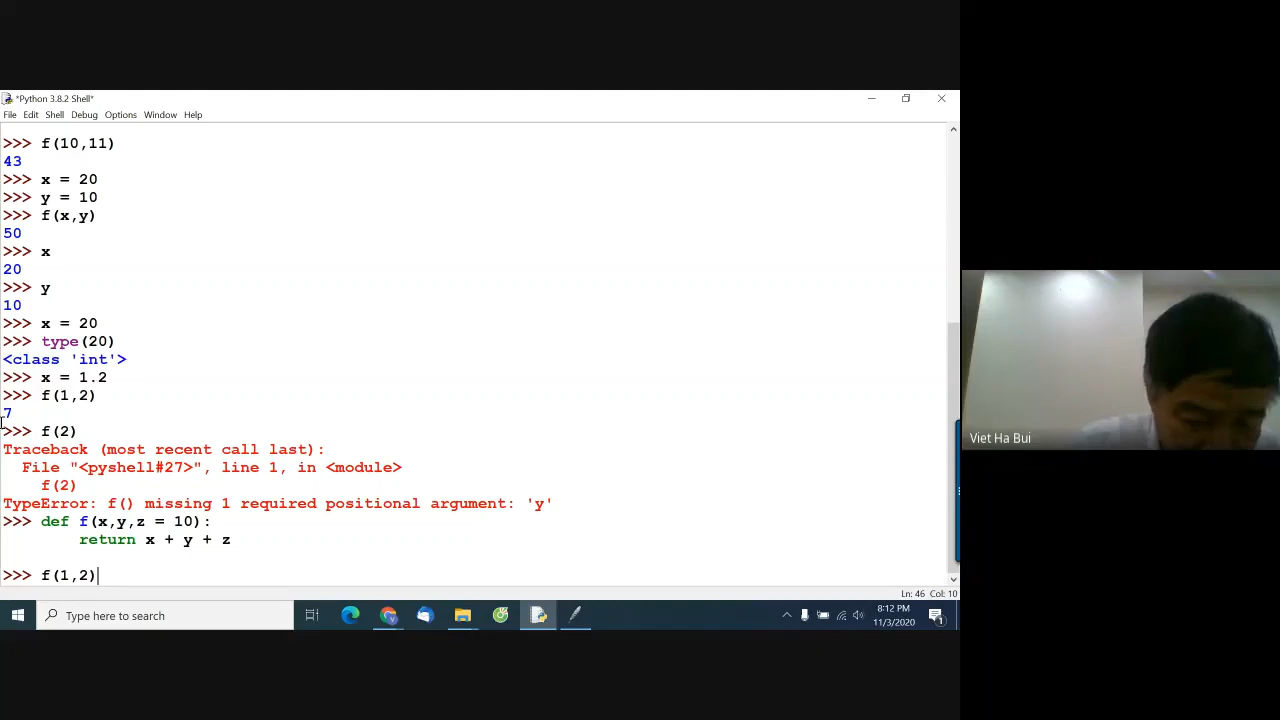 *Python 3.8.2 Shell*
File Edit Shell Debug Options Window Help
>>> f(10,11)
43
>>> x = 20
>>> y = 10
>>> f(x,y)
50
>>> x
20
>>> y
10
>>> x = 20
>>> type(20)
<class 'int'>
>>> x = 1.2
>>> f(1,2)
7
>>> f(2)
Traceback (most recent call last):
  File "<pyshell#27>", line 1, in <module>
    f(2)
TypeError: f() missing 1 required positional argument: 'y'
>>> def f(x,y,z = 10):
        return x + y + z
>>> f(1,2)
Ln: 46 Col: 10
Type here to search
8:12 PM
11/3/2020
1
Viet Ha Bui